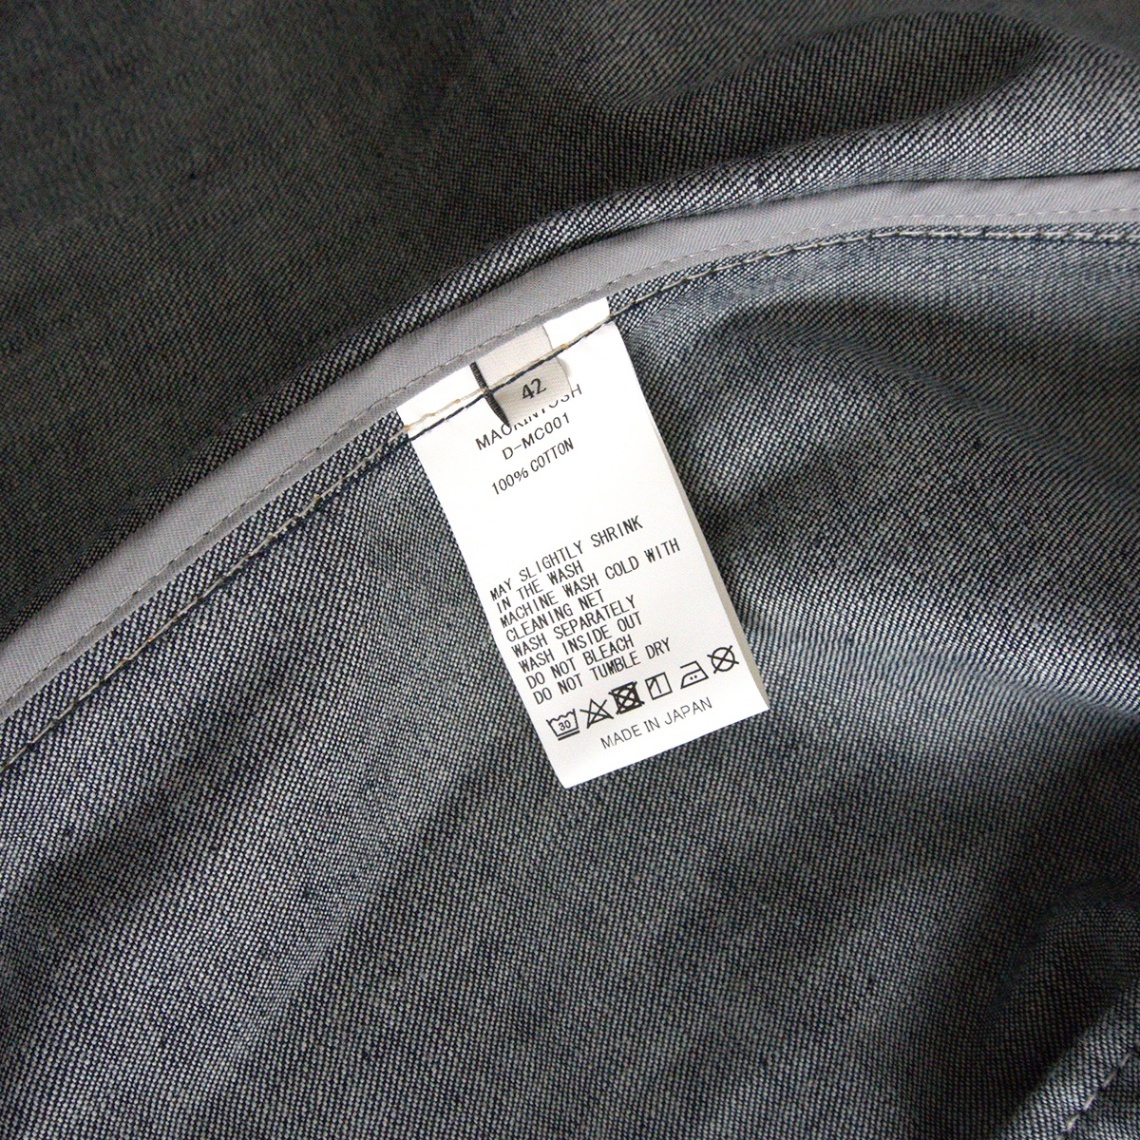 42
MACKINTOSH
D-MC001
100% COTTON
MAY SLIGHTLY SHRINK
IN THE WASH
MACHINE WASH COLD WITH
CLEANING NET
WASH SEPARATELY
WASH INSIDE OUT
DO NOT BLEACH
DO NOT TUMBLE DRY
30
MADE IN JAPAN